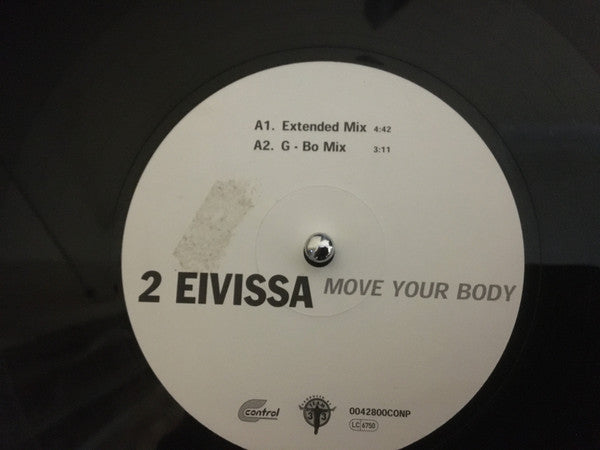 A1. Extended Mix 4:42
A2. G - Bo Mix 3:11
2 EIVISSA MOVE YOUR BODY
control 33 0042800CONP
LC 6750